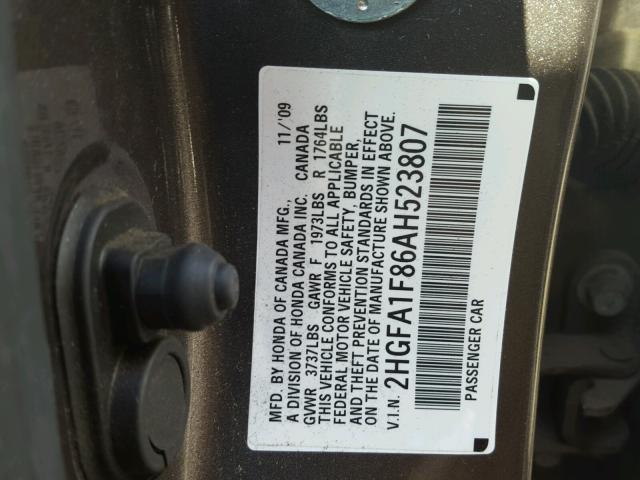 MFD. BY HONDA OF CANADA MFG., 11/'09
A DIVISION OF HONDA CANADA INC. CANADA
GVWR 3737LBS GAWR F 1973LBS R 1764LBS
THIS VEHICLE CONFORMS TO ALL APPLICABLE
FEDERAL MOTOR VEHICLE SAFETY, BUMPER,
AND THEFT PREVENTION STANDARDS IN EFFECT
ON THE DATE OF MANUFACTURE SHOWN ABOVE.
V.I.N. 2HGFA1F86AH523807
PASSENGER CAR